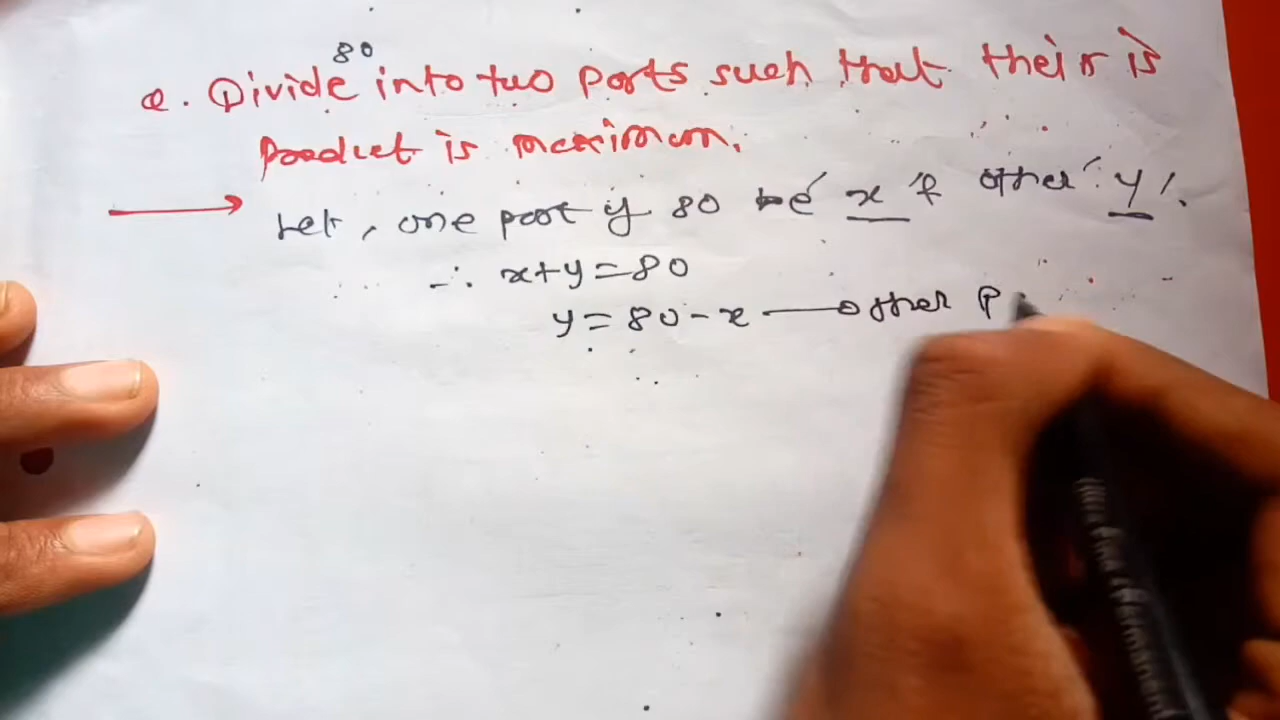 80
Q. Divide into two parts such that their is
product is maximum.
Let, one part of 80 be x & other y.
∴ x+y=80
y=80-x → other P